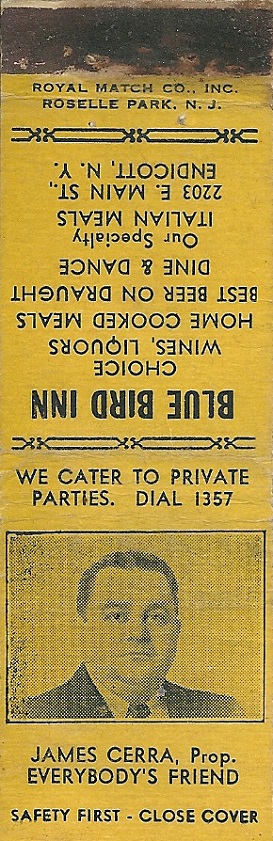 ROYAL MATCH CO., INC.
ROSELLE PARK, N. J.
BLUE BIRD INN
CHOICE
WINES, LIQUORS
HOME COOKED MEALS
BEST BEER ON DRAUGHT
DINE & DANCE
Our Specialty
ITALIAN MEALS
2203 E. MAIN ST.,
ENDICOTT, N. Y.
WE CATER TO PRIVATE
PARTIES. DIAL 1357
JAMES CERRA, Prop.
EVERYBODY'S FRIEND
SAFETY FIRST - CLOSE COVER